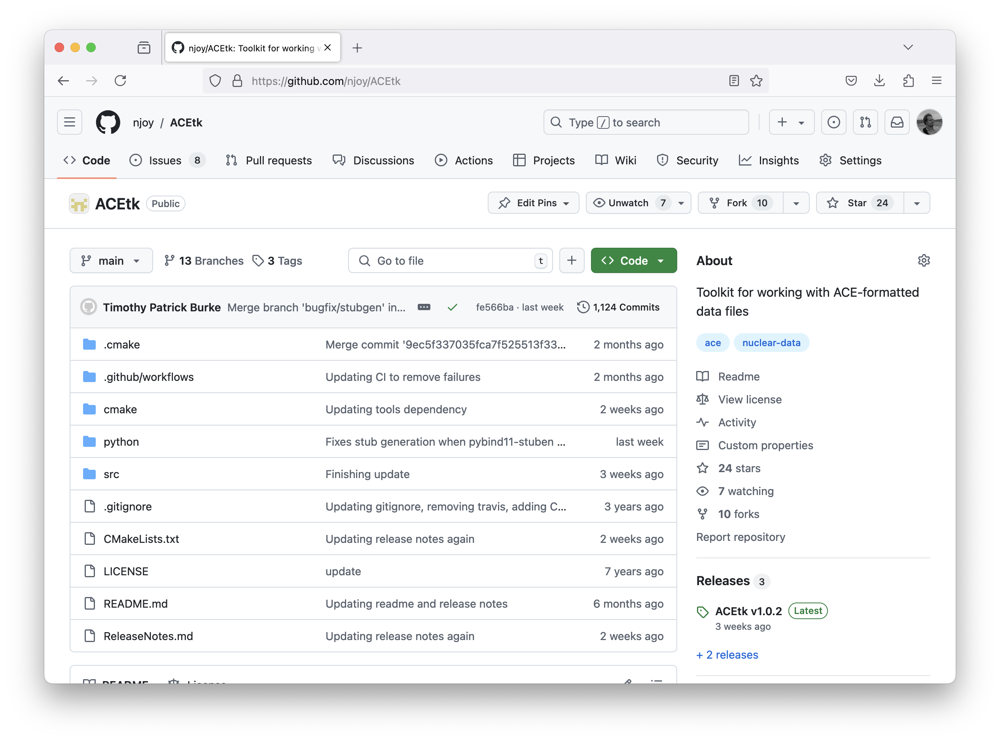 njoy/ACEtk: Toolkit for working
https://github.com/njoy/ACEtk
njoy / ACEtk
Type / to search
Code Issues 8 Pull requests Discussions Actions Projects Wiki Security Insights Settings
ACEtk Public Edit Pins Unwatch 7 Fork 10 Star 24
main 13 Branches 3 Tags Go to file t Code
Timothy Patrick Burke Merge branch 'bugfix/stubgen' in... fe566ba · last week 1,124 Commits
.cmake Merge commit '9ec5f337035fca7f525513f33... 2 months ago
.github/workflows Updating CI to remove failures 2 months ago
cmake Updating tools dependency 2 weeks ago
python Fixes stub generation when pybind11-stuben ... last week
src Finishing update 3 weeks ago
.gitignore Updating gitignore, removing travis, adding C... 3 years ago
CMakeLists.txt Updating release notes again 2 weeks ago
LICENSE update 7 years ago
README.md Updating readme and release notes 6 months ago
ReleaseNotes.md Updating release notes again 2 weeks ago
README License
About
Toolkit for working with ACE-formatted
data files
ace nuclear-data
Readme
View license
Activity
Custom properties
24 stars
7 watching
10 forks
Report repository
Releases 3
ACEtk v1.0.2 Latest
3 weeks ago
+ 2 releases